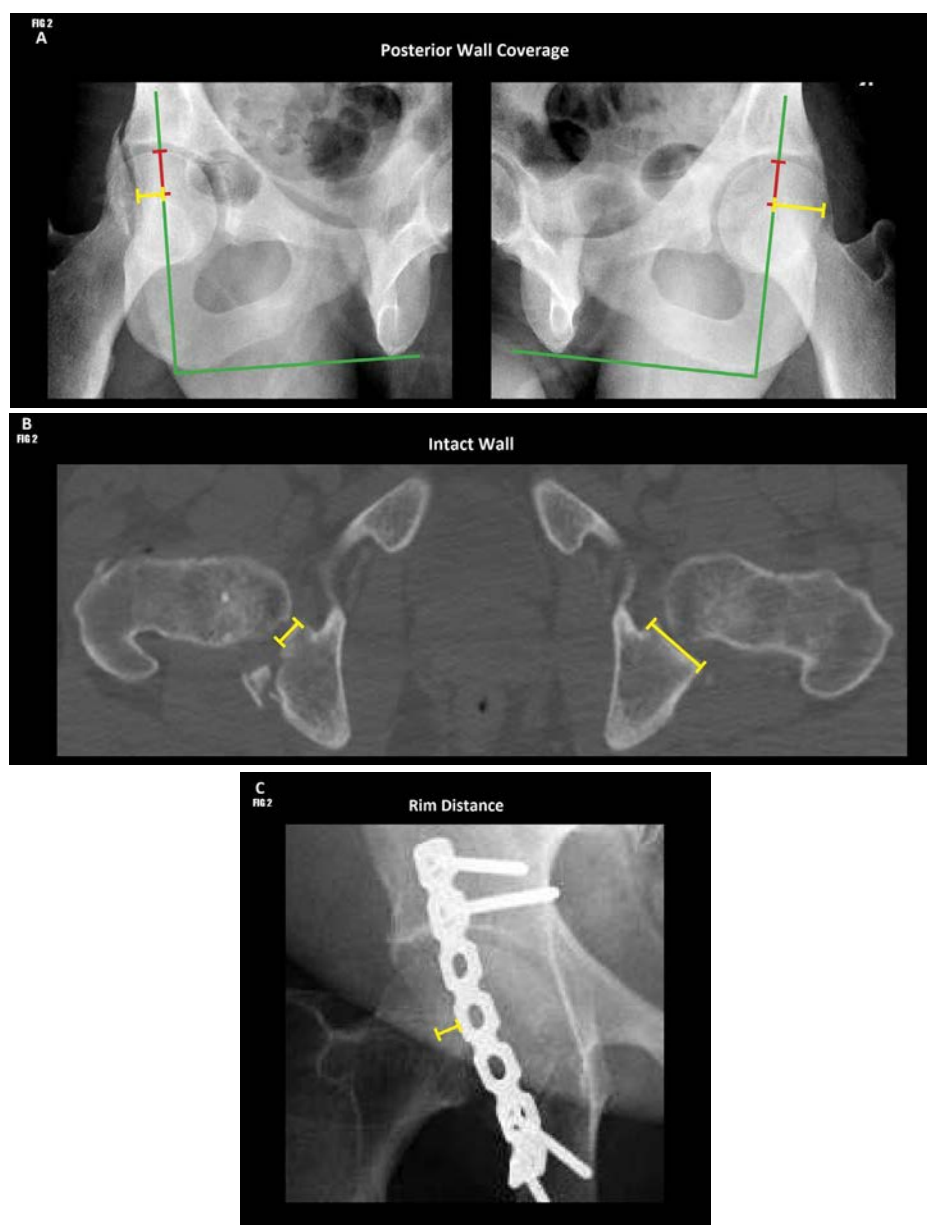 FIG 2
A
Posterior Wall Coverage
B
FIG 2
Intact Wall
C
FIG 2
Rim Distance